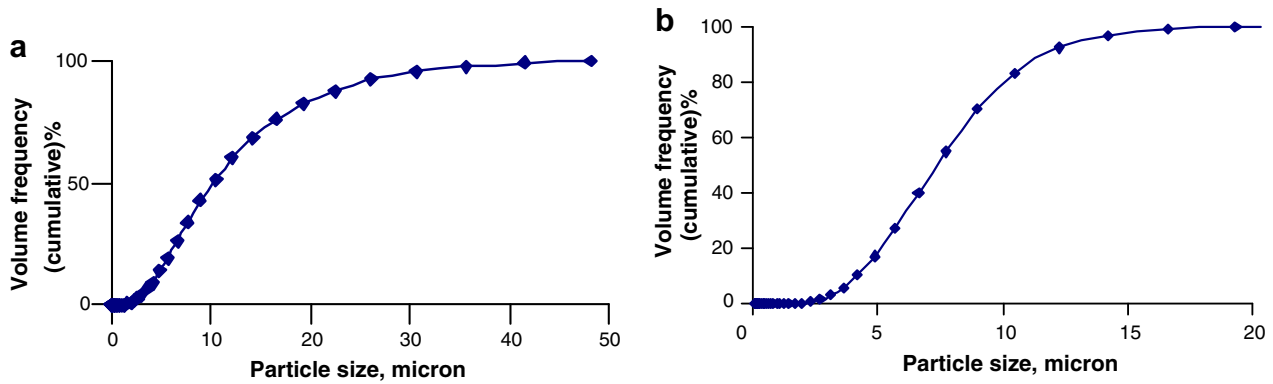 a
Volume frequency
(cumulative)%
100
50
0
0 10 20 30 40 50
Particle size, micron
b
Volume frequency
(cumulative)%
100
80
60
40
20
0
0 5 10 15 20
Particle size, micron